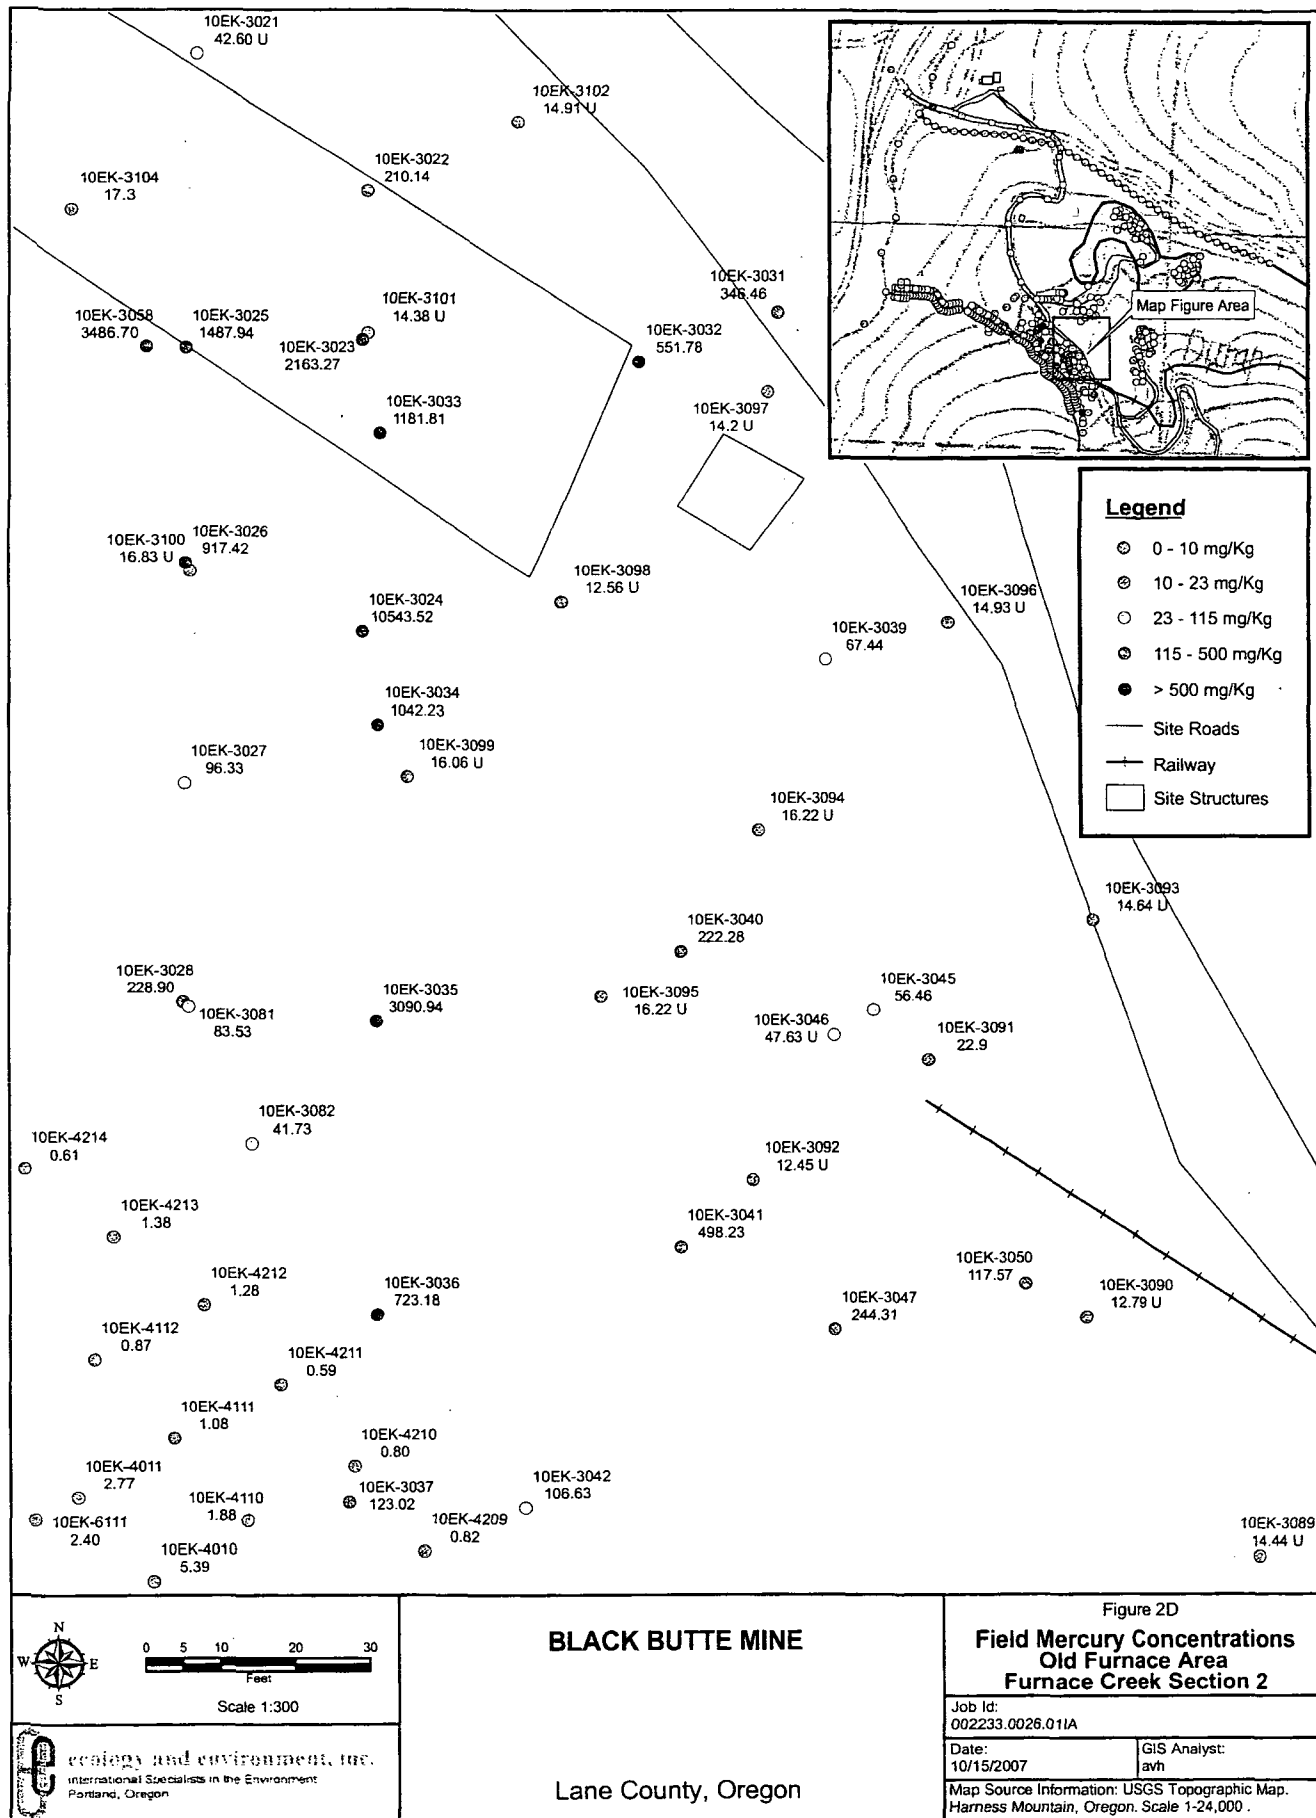 10EK-3021
42.60 U
10EK-3102
14.91 U
10EK-3022
210.14
10EK-3104
17.3
10EK-3031
346.46
10EK-3058
3486.70
10EK-3025
1487.94
10EK-3101
14.38 U
10EK-3023
2163.27
10EK-3032
551.78
10EK-3033
1181.81
10EK-3097
14.2 U
Map Figure Area
Legend
0 - 10 mg/Kg
10 - 23 mg/Kg
23 - 115 mg/Kg
115 - 500 mg/Kg
> 500 mg/Kg
Site Roads
Railway
Site Structures
10EK-3100
16.83 U
10EK-3026
917.42
10EK-3098
12.56 U
10EK-3024
10543.52
10EK-3096
14.93 U
10EK-3039
67.44
10EK-3034
1042.23
10EK-3099
16.06 U
10EK-3027
96.33
10EK-3094
16.22 U
10EK-3093
14.64 U
10EK-3040
222.28
10EK-3028
228.90
10EK-3081
83.53
10EK-3035
3090.94
10EK-3095
16.22 U
10EK-3045
56.46
10EK-3046
47.63 U
10EK-3091
22.9
10EK-3082
41.73
10EK-4214
0.61
10EK-3092
12.45 U
10EK-4213
1.38
10EK-3041
498.23
10EK-4212
1.28
10EK-3036
723.18
10EK-3050
117.57
10EK-3090
12.79 U
10EK-3047
244.31
10EK-4112
0.87
10EK-4211
0.59
10EK-4111
1.08
10EK-4210
0.80
10EK-4011
2.77
10EK-4110
1.88
10EK-3037
123.02
10EK-3042
106.63
10EK-6111
2.40
10EK-4209
0.82
10EK-4010
5.39
10EK-3089
14.44 U
N
W E
S
0 5 10 20 30
Feet
Scale 1:300
ecology and environment, inc.
International Specialists in the Environment
Portland, Oregon
BLACK BUTTE MINE
Lane County, Oregon
Figure 2D
Field Mercury Concentrations
Old Furnace Area
Furnace Creek Section 2
Job Id:
002233.0026.01IA
Date:
10/15/2007
GIS Analyst:
avh
Map Source Information: USGS Topographic Map.
Harness Mountain, Oregon. Scale 1-24,000 .